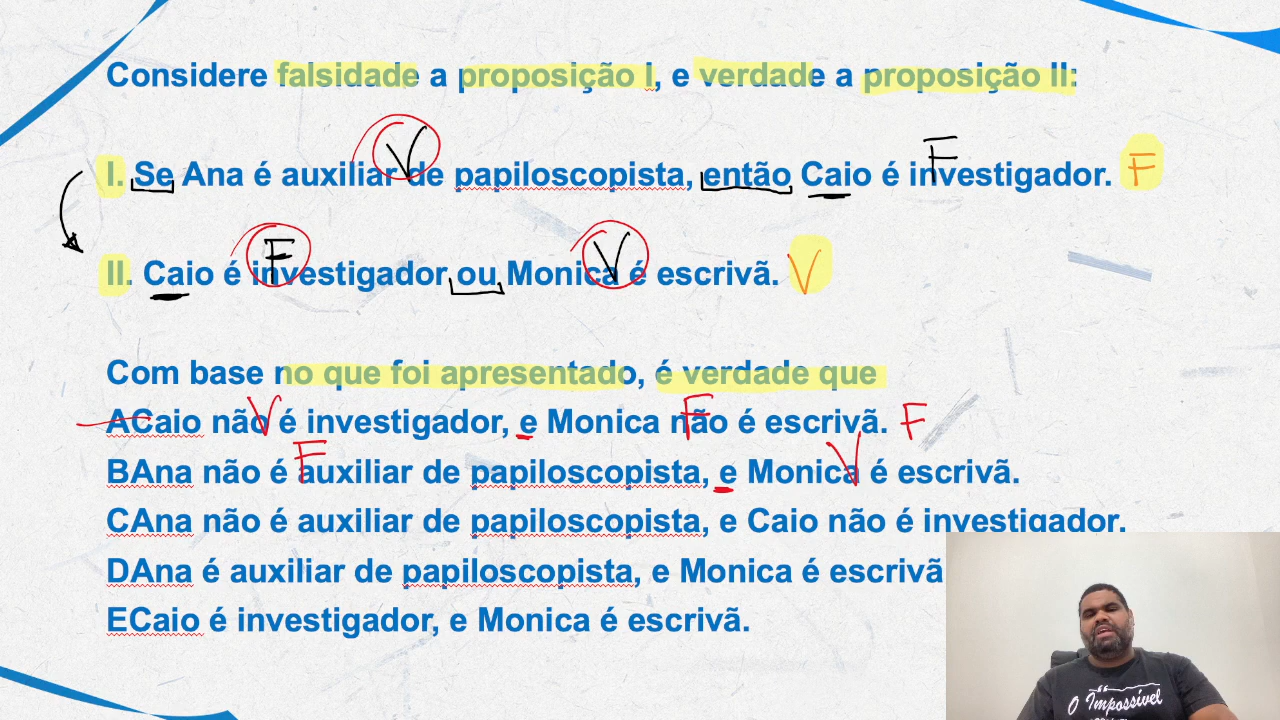 Considere falsidade a proposição I, e verdade a proposição II:
V F
I. Se Ana é auxiliar de papiloscopista, então Caio é investigador. F
F V
II. Caio é investigador ou Monica é escrivã. V
Com base no que foi apresentado, é verdade que
V F
ACaio não é investigador, e Monica não é escrivã. F
F V
BAna não é auxiliar de papiloscopista, e Monica é escrivã.
CAna não é auxiliar de papiloscopista, e Caio não é investigador.
DAna é auxiliar de papiloscopista, e Monica é escrivã
ECaio é investigador, e Monica é escrivã.
O Impossível